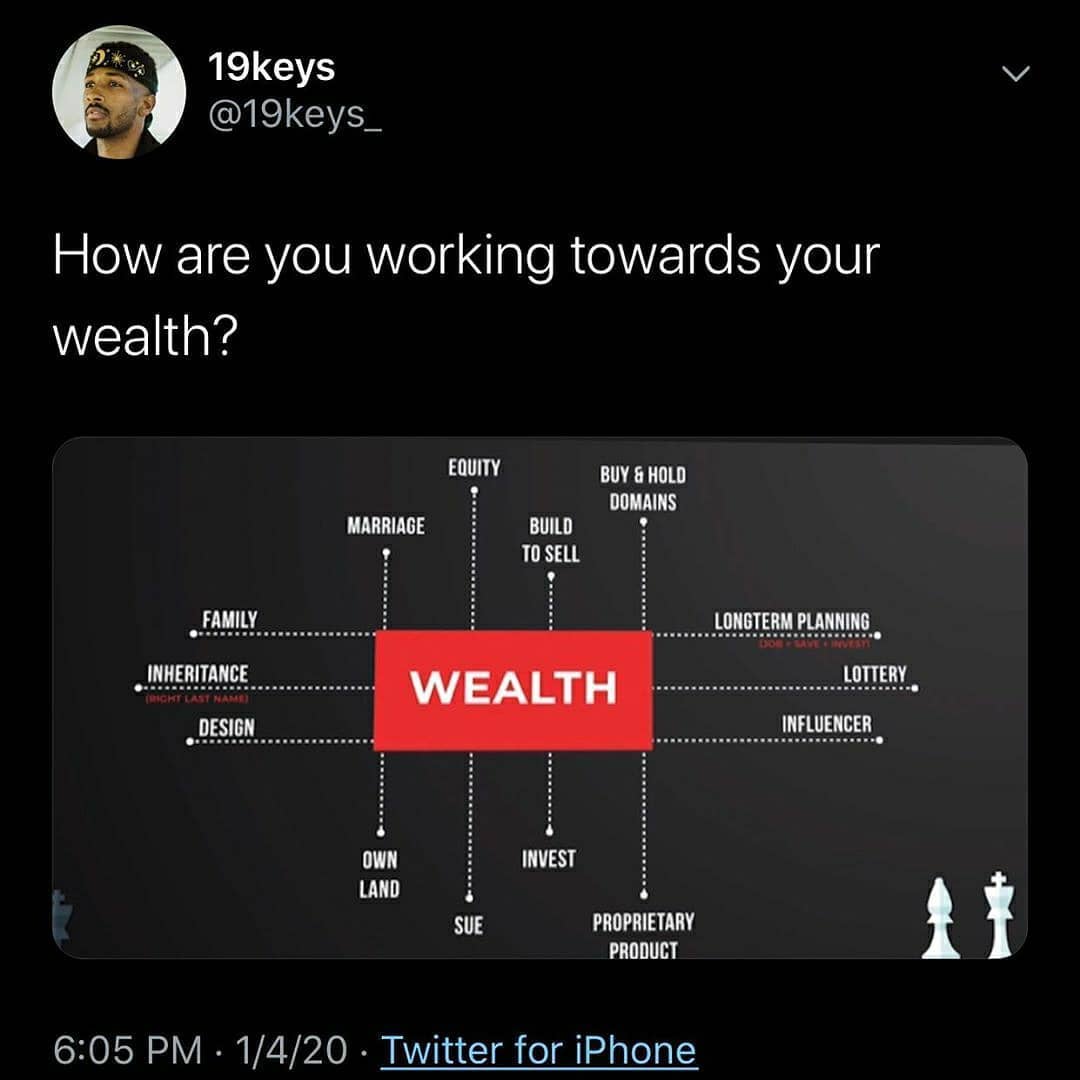 19keys
@19keys_
How are you working towards your
wealth?
EQUITY
BUY & HOLD
DOMAINS
MARRIAGE
BUILD
TO SELL
FAMILY
LONGTERM PLANNING
(JOB + SAVE + INVEST)
INHERITANCE
(RIGHT LAST NAME)
LOTTERY
DESIGN
INFLUENCER
WEALTH
OWN
LAND
INVEST
SUE
PROPRIETARY
PRODUCT
6:05 PM · 1/4/20 · Twitter for iPhone